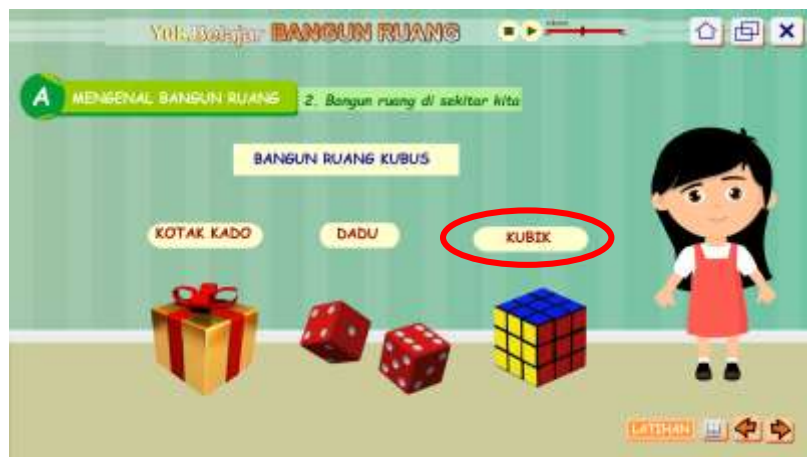 Yuk Belajar BANGUN RUANG
A MENGENAL BANGUN RUANG
2. Bangun ruang di sekitar kita
BANGUN RUANG KUBUS
KOTAK KADO
DADU
KUBIK
LATIHAN